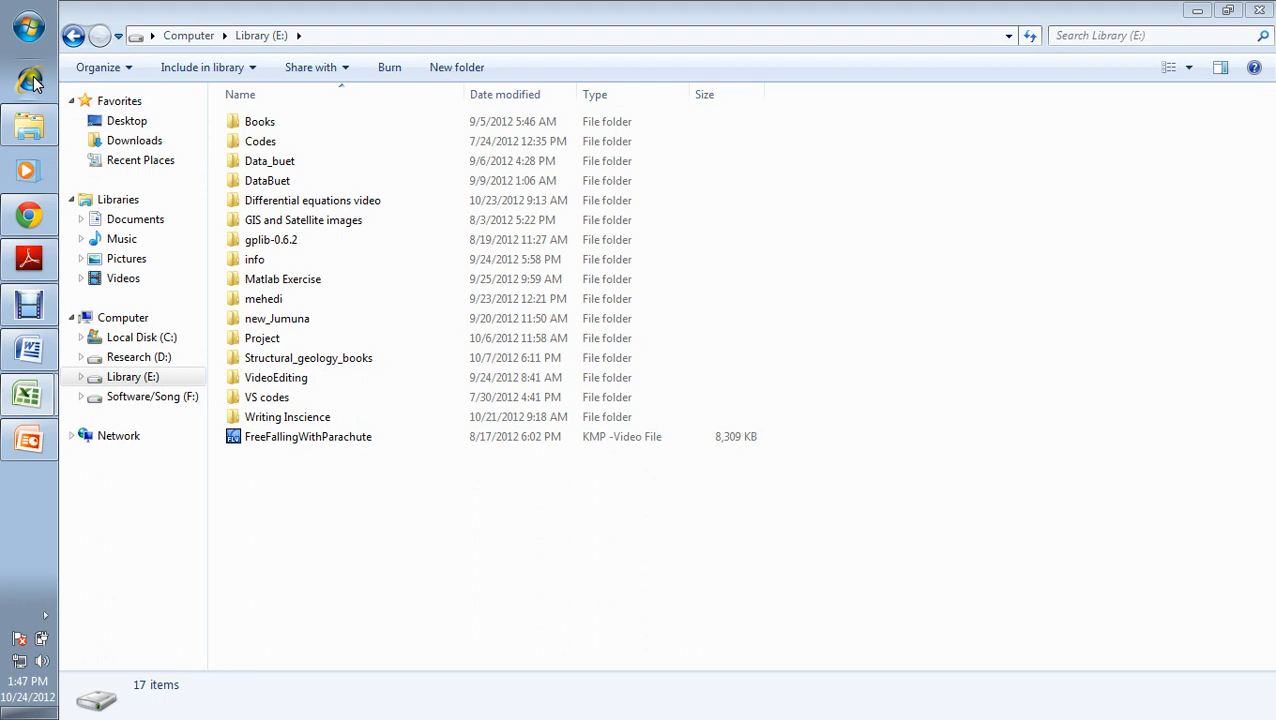 Computer Library (E:) Search Library (E:)
Organize Include in library Share with Burn New folder
Name Date modified Type Size
Favorites
Desktop
Downloads
Recent Places
Libraries
Documents
Music
Pictures
Videos
Computer
Local Disk (C:)
Research (D:)
Library (E:)
Software/Song (F:)
Network
Books 9/5/2012 5:46 AM File folder
Codes 7/24/2012 12:35 PM File folder
Data_buet 9/6/2012 4:28 PM File folder
DataBuet 9/9/2012 1:06 AM File folder
Differential equations video 10/23/2012 9:13 AM File folder
GIS and Satellite images 8/3/2012 5:22 PM File folder
gplib-0.6.2 8/19/2012 11:27 AM File folder
info 9/24/2012 5:58 PM File folder
Matlab Exercise 9/25/2012 9:59 AM File folder
mehedi 9/23/2012 12:21 PM File folder
new_Jumuna 9/20/2012 11:50 AM File folder
Project 10/6/2012 11:58 AM File folder
Structural_geology_books 10/7/2012 6:11 PM File folder
VideoEditing 9/24/2012 8:41 AM File folder
VS codes 7/30/2012 4:41 PM File folder
Writing Inscience 10/21/2012 9:18 AM File folder
FreeFallingWithParachute 8/17/2012 6:02 PM KMP -Video File 8,309 KB
17 items
1:47 PM
10/24/2012